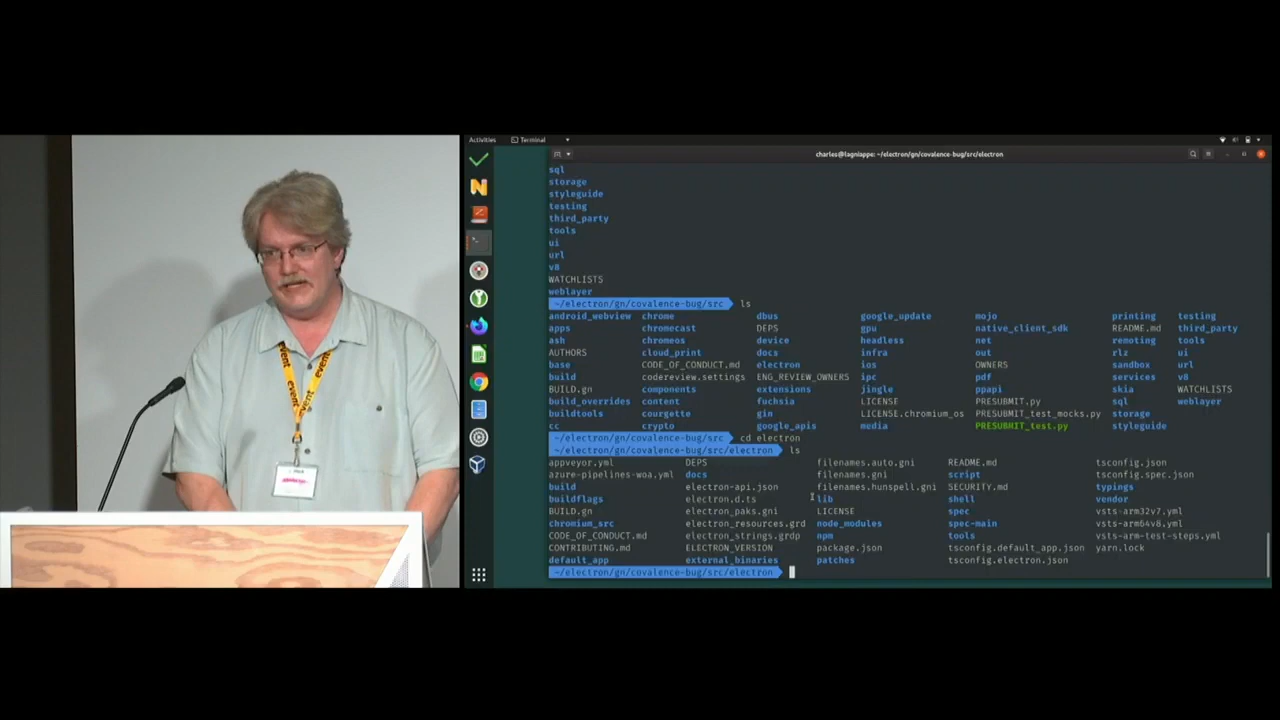 Activities Terminal
charles@lagniappe: ~/electron/gn/covalence-bug/src/electron
sql
storage
styleguide
testing
third_party
tools
ui
url
v8
WATCHLISTS
weblayer
~/electron/gn/covalence-bug/src ls
android_webview chrome dbus google_update mojo printing testing
apps chromecast DEPS gpu native_client_sdk README.md third_party
ash chromeos device headless net remoting tools
AUTHORS cloud_print docs infra out rlz ui
base CODE_OF_CONDUCT.md electron ios OWNERS sandbox url
build codereview.settings ENG_REVIEW_OWNERS ipc pdf services v8
BUILD.gn components extensions jingle ppapi skia WATCHLISTS
build_overrides content fuchsia LICENSE PRESUBMIT.py sql weblayer
buildtools courgette gin LICENSE.chromium_os PRESUBMIT_test_mocks.py storage
cc crypto google_apis media PRESUBMIT_test.py styleguide
~/electron/gn/covalence-bug/src cd electron
~/electron/gn/covalence-bug/src/electron ls
appveyor.yml DEPS filenames.auto.gni README.md tsconfig.json
azure-pipelines-woa.yml docs filenames.gni script tsconfig.spec.json
build electron-api.json filenames.hunspell.gni SECURITY.md typings
buildflags electron.d.ts lib shell vendor
BUILD.gn electron_paks.gni LICENSE spec vsts-arm32v7.yml
chromium_src electron_resources.grd node_modules spec-main vsts-arm64v8.yml
CODE_OF_CONDUCT.md electron_strings.grdp npm tools vsts-arm-test-steps.yml
CONTRIBUTING.md ELECTRON_VERSION package.json tsconfig.default_app.json yarn.lock
default_app external_binaries patches tsconfig.electron.json
~/electron/gn/covalence-bug/src/electron
event
event